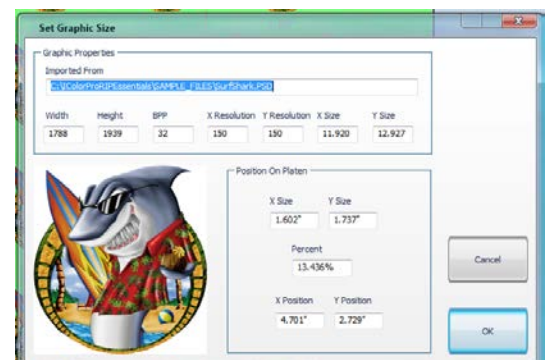 Set Graphic Size
Graphic Properties
Imported From
C:\IColorProRIPEssentials\SAMPLE_FILES\SurfShark.PSD
Width Height BPP X Resolution Y Resolution X Size Y Size
1788 1939 32 150 150 11.920 12.927
Position On Platen
X Size Y Size
1.602" 1.737"
Percent
13.436%
Cancel
X Position Y Position
4.701" 2.729"
OK